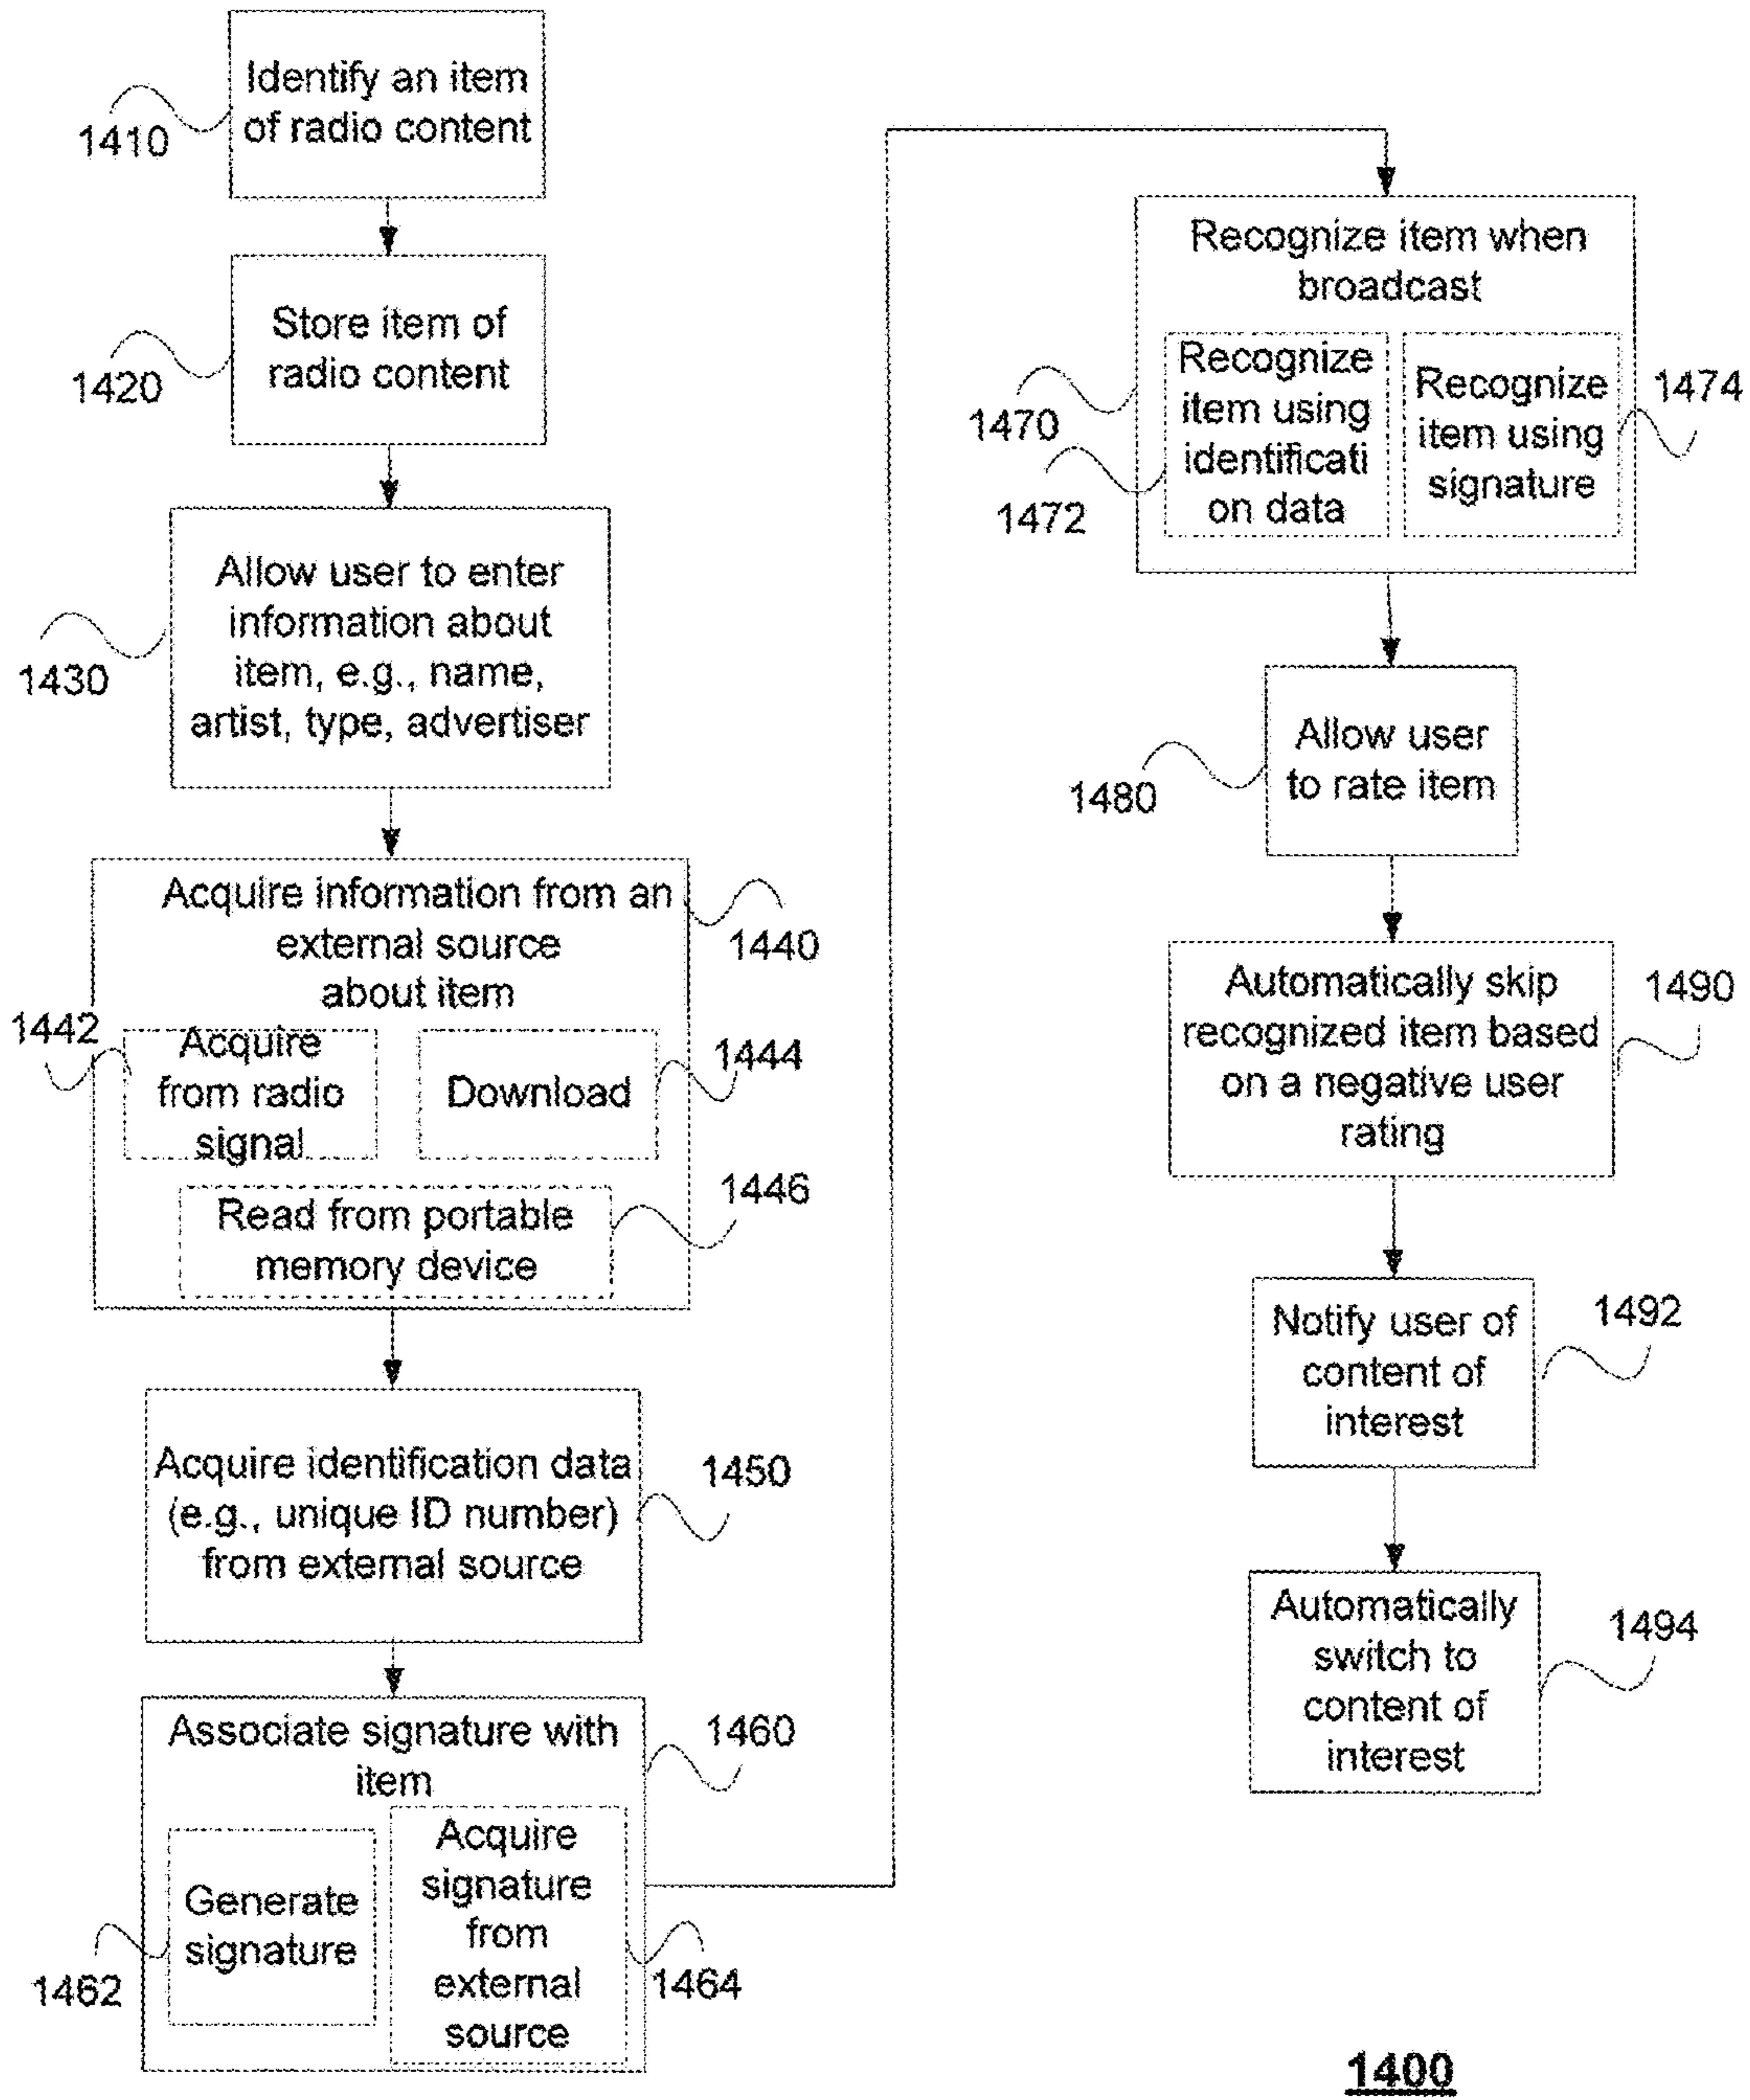 Identify an item
of radio content
1410
Store item of
radio content
1420
Allow user to enter
information about
item, e.g., name,
artist, type, advertiser
1430
Acquire information from an
external source
about item
1440
1442
Acquire
from radio
signal
Download
1444
Read from portable
memory device
1446
Acquire identification data
(e.g., unique ID number)
from external source
1450
Associate signature with
item
1460
Generate
signature
1462
Acquire
signature
from
external
source
1464
Recognize item when
broadcast
1470
Recognize
item using
identificati
on data
1472
Recognize
item using
signature
1474
Allow user
to rate item
1480
Automatically skip
recognized item based
on a negative user
rating
1490
Notify user of
content of
interest
1492
Automatically
switch to
content of
interest
1494
1400